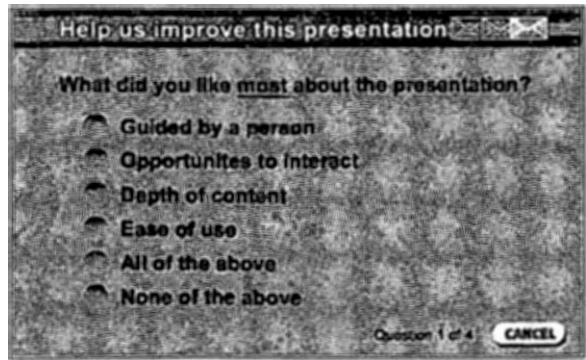 Help us improve this presentation
What did you like most about the presentation?
Guided by a person
Opportunites to interact
Depth of content
Ease of use
All of the above
None of the above
Question 1 of 4 CANCEL